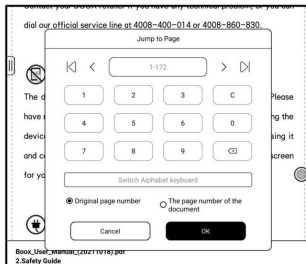 contact your BOOX retailer if you have any technical problem, or you can
dial our official service line at 4008-400-014 or 4008-860-830.
Jump to Page
1-172
1 2 3 C
The d Please
4 5 6 0
have ng the
devic sing it
7 8 9
and c screen
for yo
Switch Alphabet keyboard
Original page number
The page number of the
document
Cancel OK
Boox_User_Manual_(20211018).pdf
2.Safety Guide